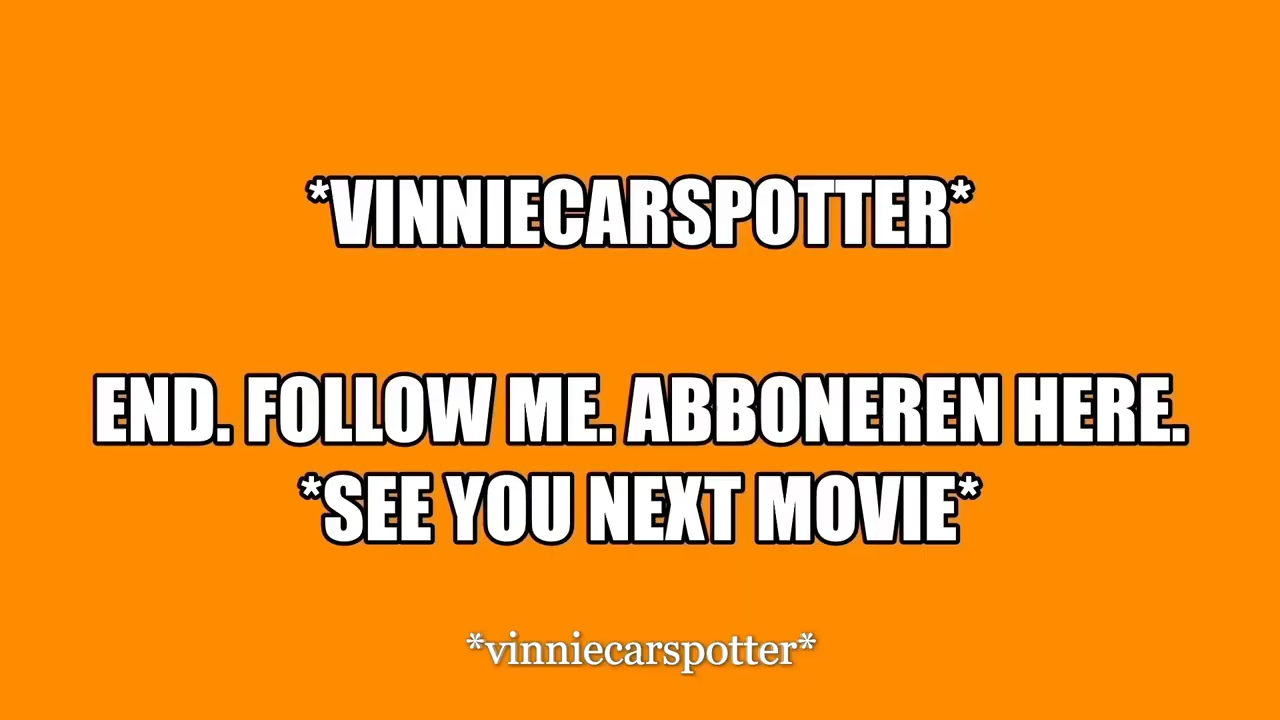 *VINNIECARSPOTTER*
END. FOLLOW ME. ABBONEREN HERE.
*SEE YOU NEXT MOVIE*
*vinniecarspotter*